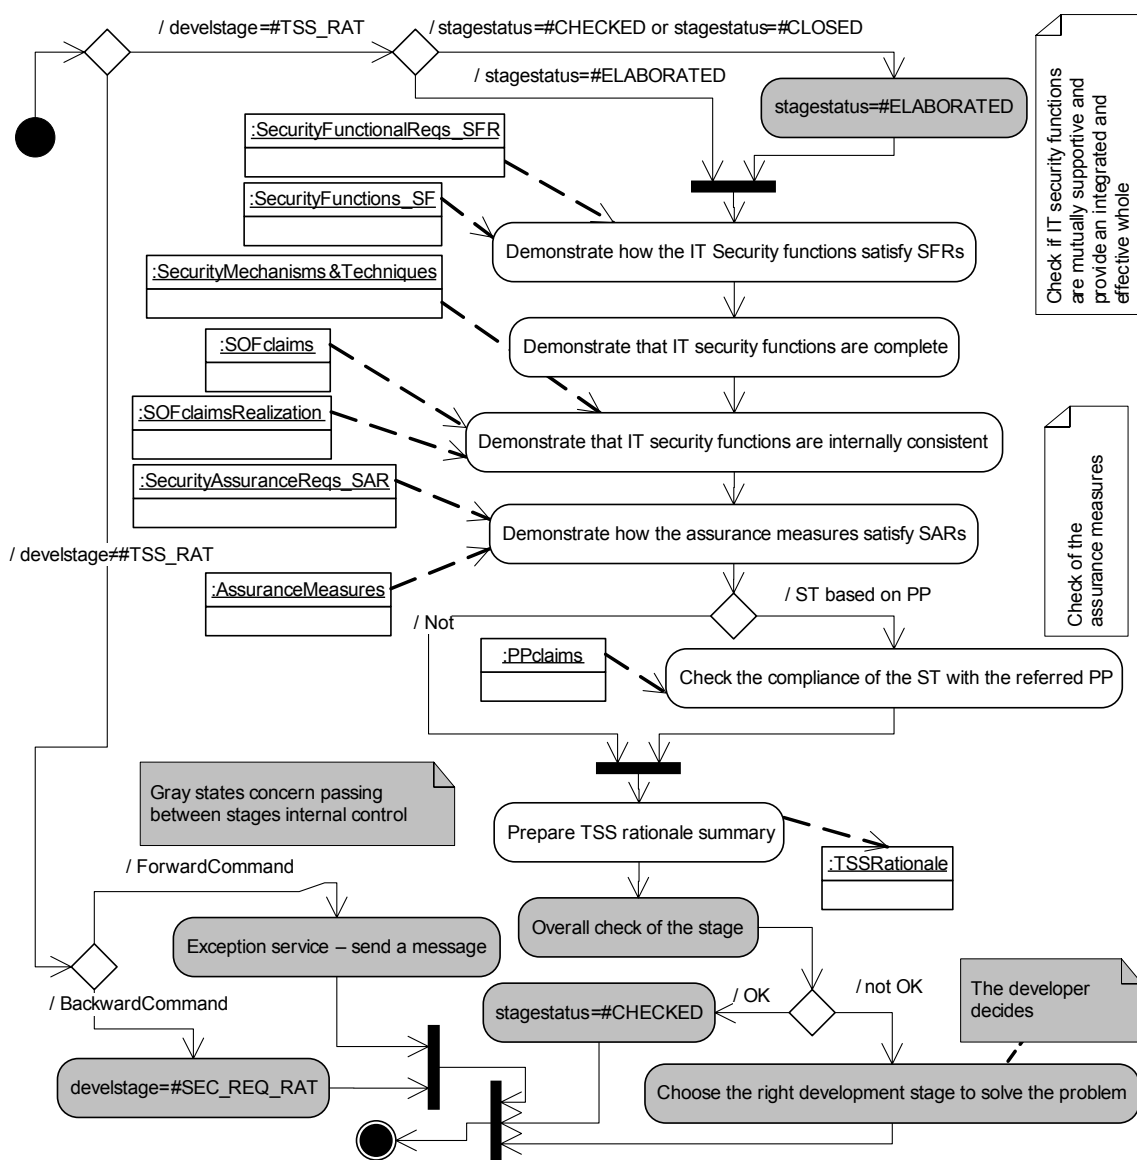 / develstage=#TSS_RAT
/ stagestatus=#CHECKED or stagestatus=#CLOSED
/ stagestatus=#ELABORATED
stagestatus=#ELABORATED
Check if IT security functions
are mutually supportive and
provide an integrated and
effective whole
:SecurityFunctionalReqs_SFR
:SecurityFunctions_SF
Demonstrate how the IT Security functions satisfy SFRs
:SecurityMechanisms&Techniques
:SOFclaims
Demonstrate that IT security functions are complete
:SOFclaimsRealization
Demonstrate that IT security functions are internally consistent
:SecurityAssuranceReqs_SAR
Demonstrate how the assurance measures satisfy SARs
Check of the
assurance measures
/ develstage≠#TSS_RAT
:AssuranceMeasures
/ ST based on PP
/ Not
:PPclaims
Check the compliance of the ST with the referred PP
Gray states concern passing
between stages internal control
Prepare TSS rationale summary
:TSSRationale
/ ForwardCommand
Exception service – send a message
Overall check of the stage
/ BackwardCommand
/ OK
/ not OK
The developer
decides
stagestatus=#CHECKED
develstage=#SEC_REQ_RAT
Choose the right development stage to solve the problem